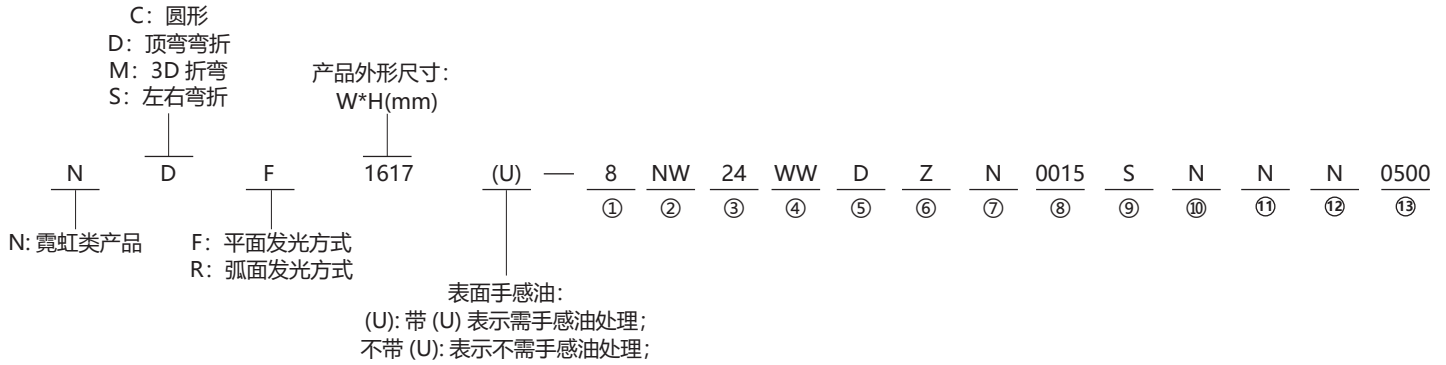 C：圆形
D：顶弯弯折
M：3D 折弯
S：左右弯折
产品外形尺寸：
W*H(mm)
N D F 1617 (U) — 8 NW 24 WW D Z N 0015 S N N N 0500
① ② ③ ④ ⑤ ⑥ ⑦ ⑧ ⑨ ⑩ ⑪ ⑫ ⑬
N: 霓虹类产品
F：平面发光方式
R：弧面发光方式
表面手感油：
(U): 带 (U) 表示需手感油处理；
不带 (U): 表示不需手感油处理；